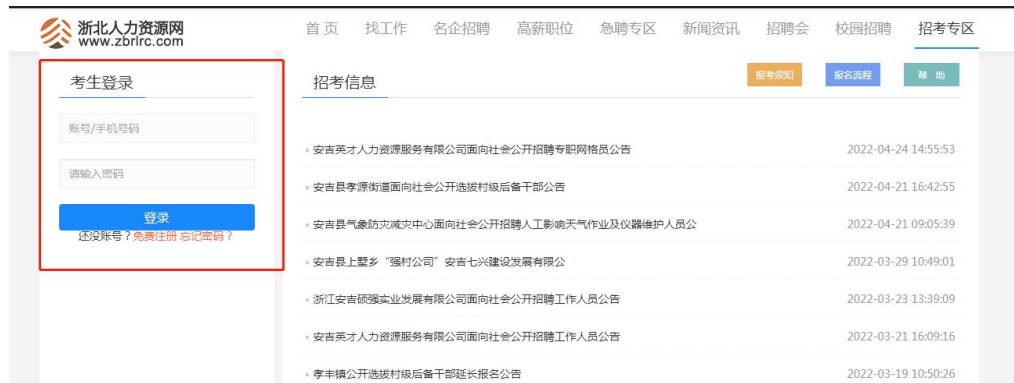 浙北人力资源网
www.zbrlrc.com
首页 找工作 名企招聘 高薪职位 急聘专区 新闻资讯 招聘会 校园招聘 招考专区
考生登录
账号/手机号码
请输入密码
登录
还没账号？免费注册 忘记密码？
招考信息
报考须知 报名流程 帮 助
安吉英才人力资源服务有限公司面向社会公开招聘专职网格员公告 2022-04-24 14:55:53
安吉县孝源街道面向社会公开选拔村级后备干部公告 2022-04-21 16:42:55
安吉县气象防灾减灾中心面向社会公开招聘人工影响天气作业及仪器维护人员公 2022-04-21 09:05:39
安吉县上墅乡“强村公司”安吉七兴建设发展有限公 2022-03-29 10:49:01
浙江安吉硕强实业发展有限公司面向社会公开招聘工作人员公告 2022-03-23 13:39:09
安吉英才人力资源服务有限公司面向社会公开招聘工作人员公告 2022-03-21 16:09:16
孝丰镇公开选拔村级后备干部延长报名公告 2022-03-19 10:50:26